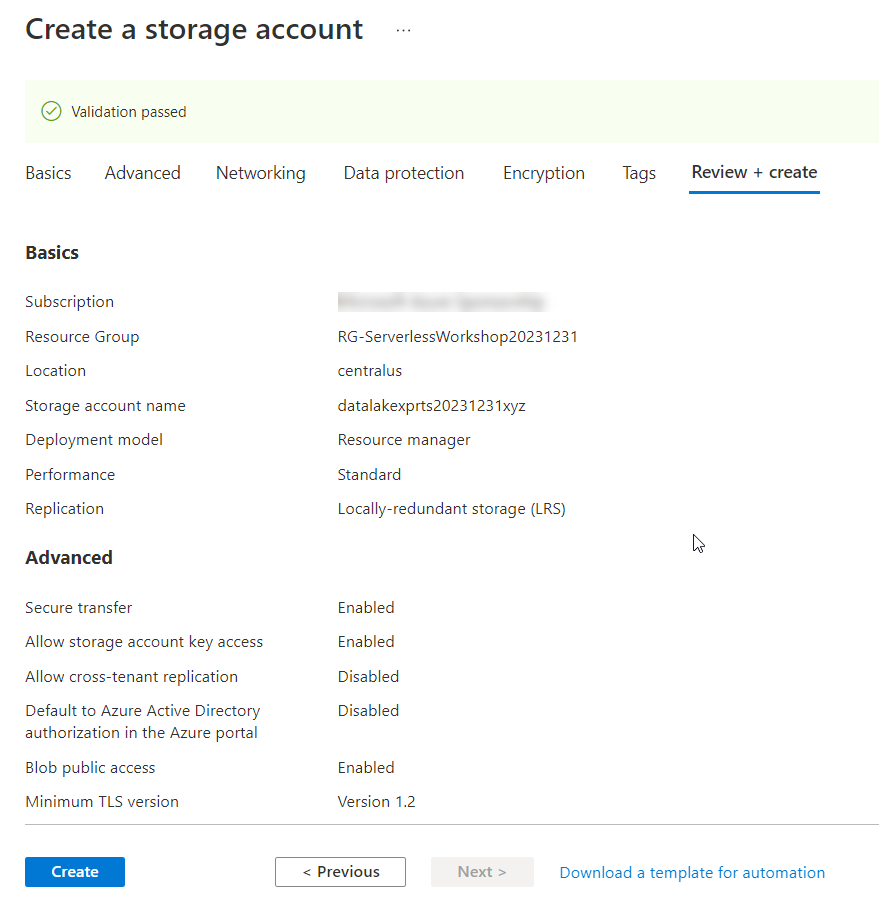 Create a storage account ...
Validation passed
Basics Advanced Networking Data protection Encryption Tags Review + create
Basics
Subscription
Resource Group RG-ServerlessWorkshop20231231
Location centralus
Storage account name datalakexprts20231231xyz
Deployment model Resource manager
Performance Standard
Replication Locally-redundant storage (LRS)
Advanced
Secure transfer Enabled
Allow storage account key access Enabled
Allow cross-tenant replication Disabled
Default to Azure Active Directory Disabled
authorization in the Azure portal
Blob public access Enabled
Minimum TLS version Version 1.2
Create < Previous Next > Download a template for automation